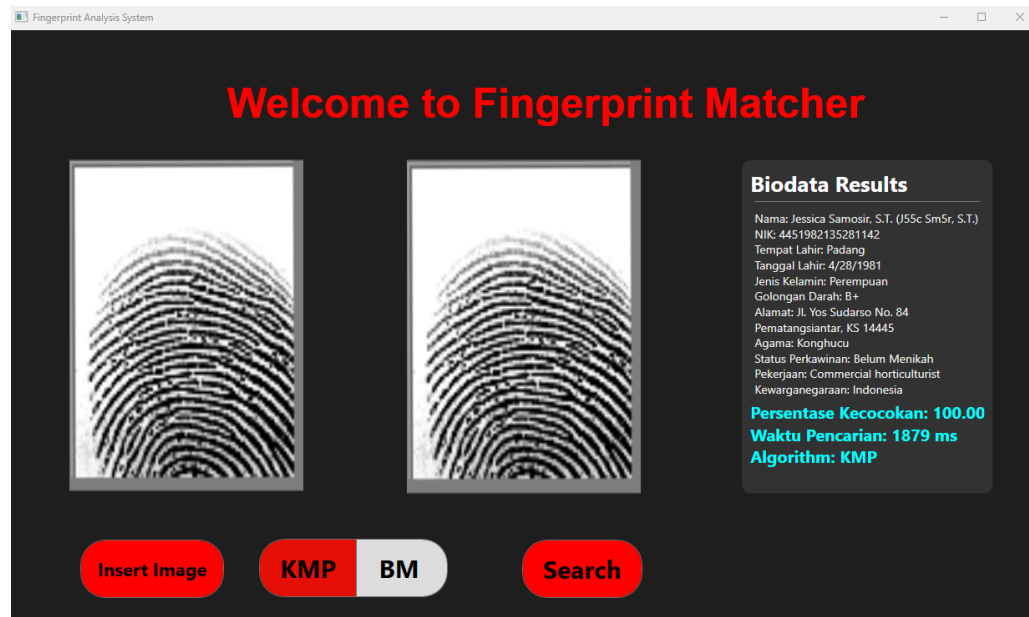 Fingerprint Analysis System
Welcome to Fingerprint Matcher
Biodata Results
Nama: Jessica Samosir, S.T. (J55c Sm5r, S.T.)
NIK: 4451982135281142
Tempat Lahir: Padang
Tanggal Lahir: 4/28/1981
Jenis Kelamin: Perempuan
Golongan Darah: B+
Alamat: Jl. Yos Sudarso No. 84
Pematangsiantar, KS 14445
Agama: Konghucu
Status Perkawinan: Belum Menikah
Pekerjaan: Commercial horticulturist
Kewarganegaraan: Indonesia
Persentase Kecocokan: 100.00
Waktu Pencarian: 1879 ms
Algorithm: KMP
Insert Image
KMP
BM
Search